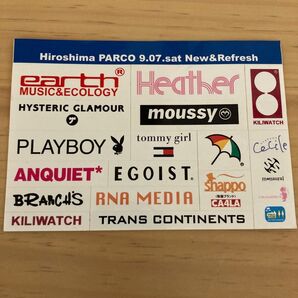 Hiroshima PARCO 9.07.sat New&Refresh
earth®
MUSIC&ECOLOGY
Heather
KILIWATCH
HYSTERIC GLAMOUR
moussy
PLAYBOY
tommy girl
Cécile
ANQUIET*
EGOIST.
shappo
CA4LA
BRANCH'S
RNA MEDIA
KILIWATCH
TRANS CONTINENTS